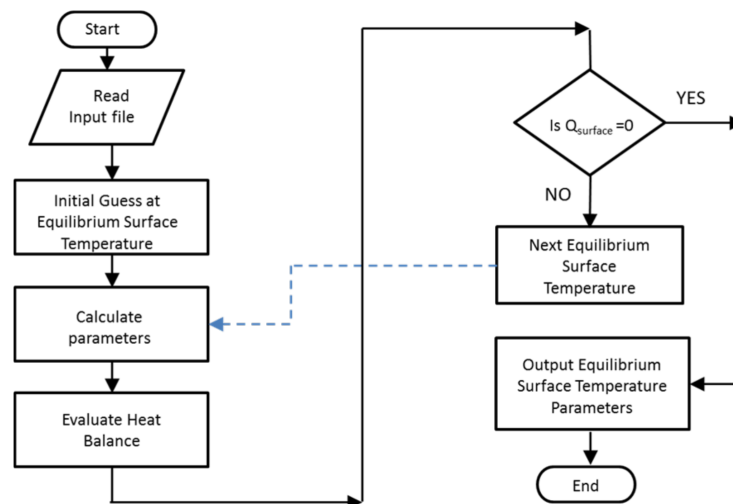 Start
Read
Input file
Initial Guess at
Equilibrium Surface
Temperature
Calculate
parameters
Evaluate Heat
Balance
Is Qsurface =0
YES
NO
Next Equilibrium
Surface
Temperature
Output Equilibrium
Surface Temperature
Parameters
End